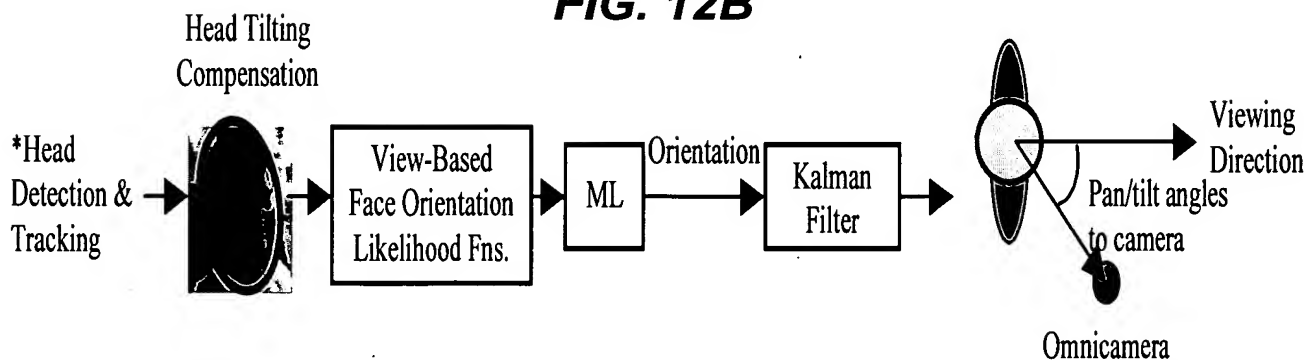 FIG. 12B
Head Tilting
Compensation
*Head
Detection &
Tracking
View-Based
Face Orientation
Likelihood Fns.
ML
Orientation
Kalman
Filter
Viewing
Direction
Pan/tilt angles
to camera
Omnicamera